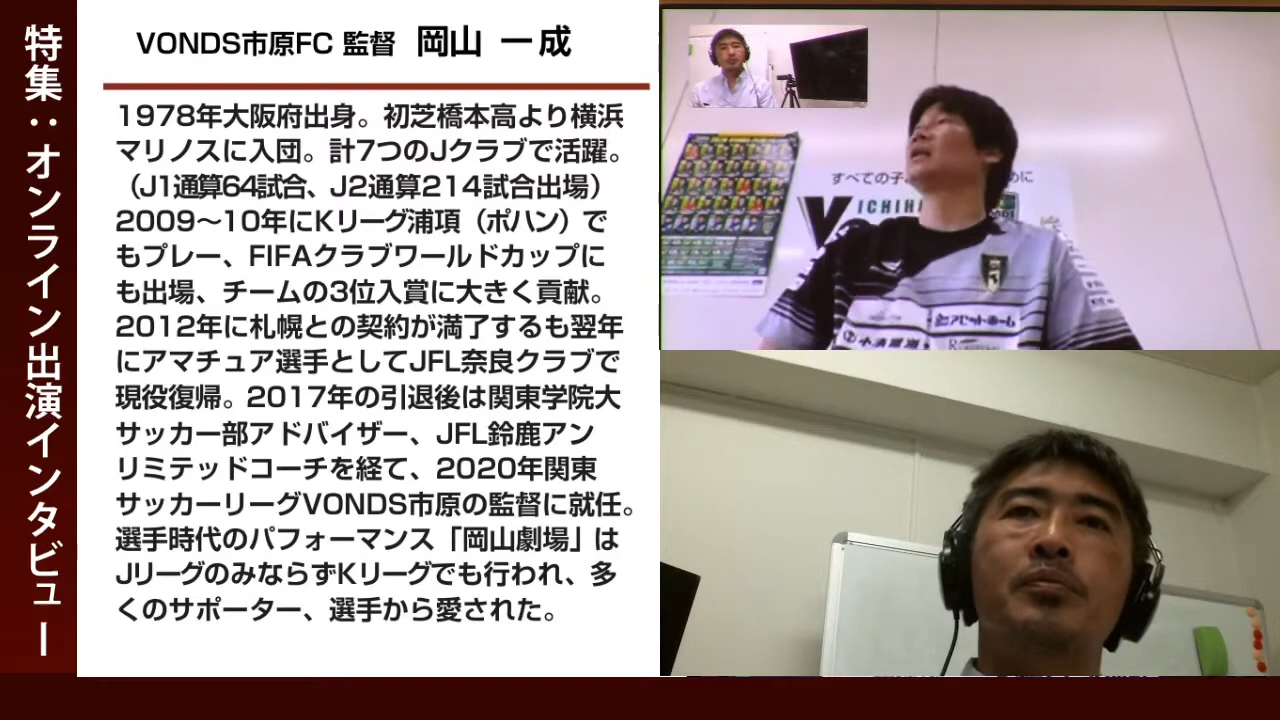 特集：オンライン出演インタビュー
VONDS市原FC 監督 岡山 一成
1978年大阪府出身。初芝橋本高より横浜
マリノスに入団。計7つのJクラブで活躍。
（J1通算64試合、J2通算214試合出場）
2009～10年にKリーグ浦項（ポハン）で
もプレー、FIFAクラブワールドカップに
も出場、チームの3位入賞に大きく貢献。
2012年に札幌との契約が満了するも翌年
にアマチュア選手としてJFL奈良クラブで
現役復帰。2017年の引退後は関東学院大
サッカー部アドバイザー、JFL鈴鹿アン
リミテッドコーチを経て、2020年関東
サッカーリーグVONDS市原の監督に就任。
選手時代のパフォーマンス「岡山劇場」は
JリーグのみならずKリーグでも行われ、多
くのサポーター、選手から愛された。
すべての子
めに
ICHIH